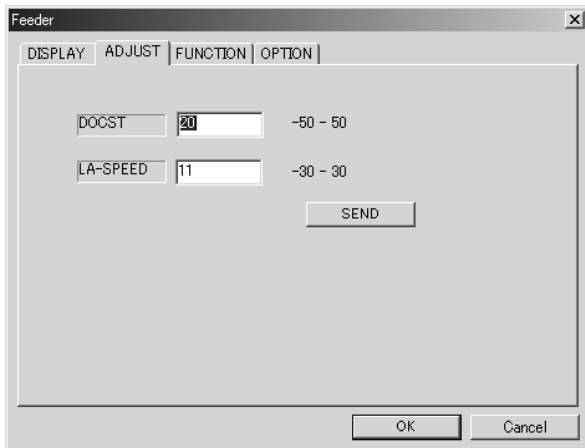 Feeder
DISPLAY ADJUST FUNCTION OPTION
DOCST 20 -50 - 50
LA-SPEED 11 -30 - 30
SEND
OK Cancel